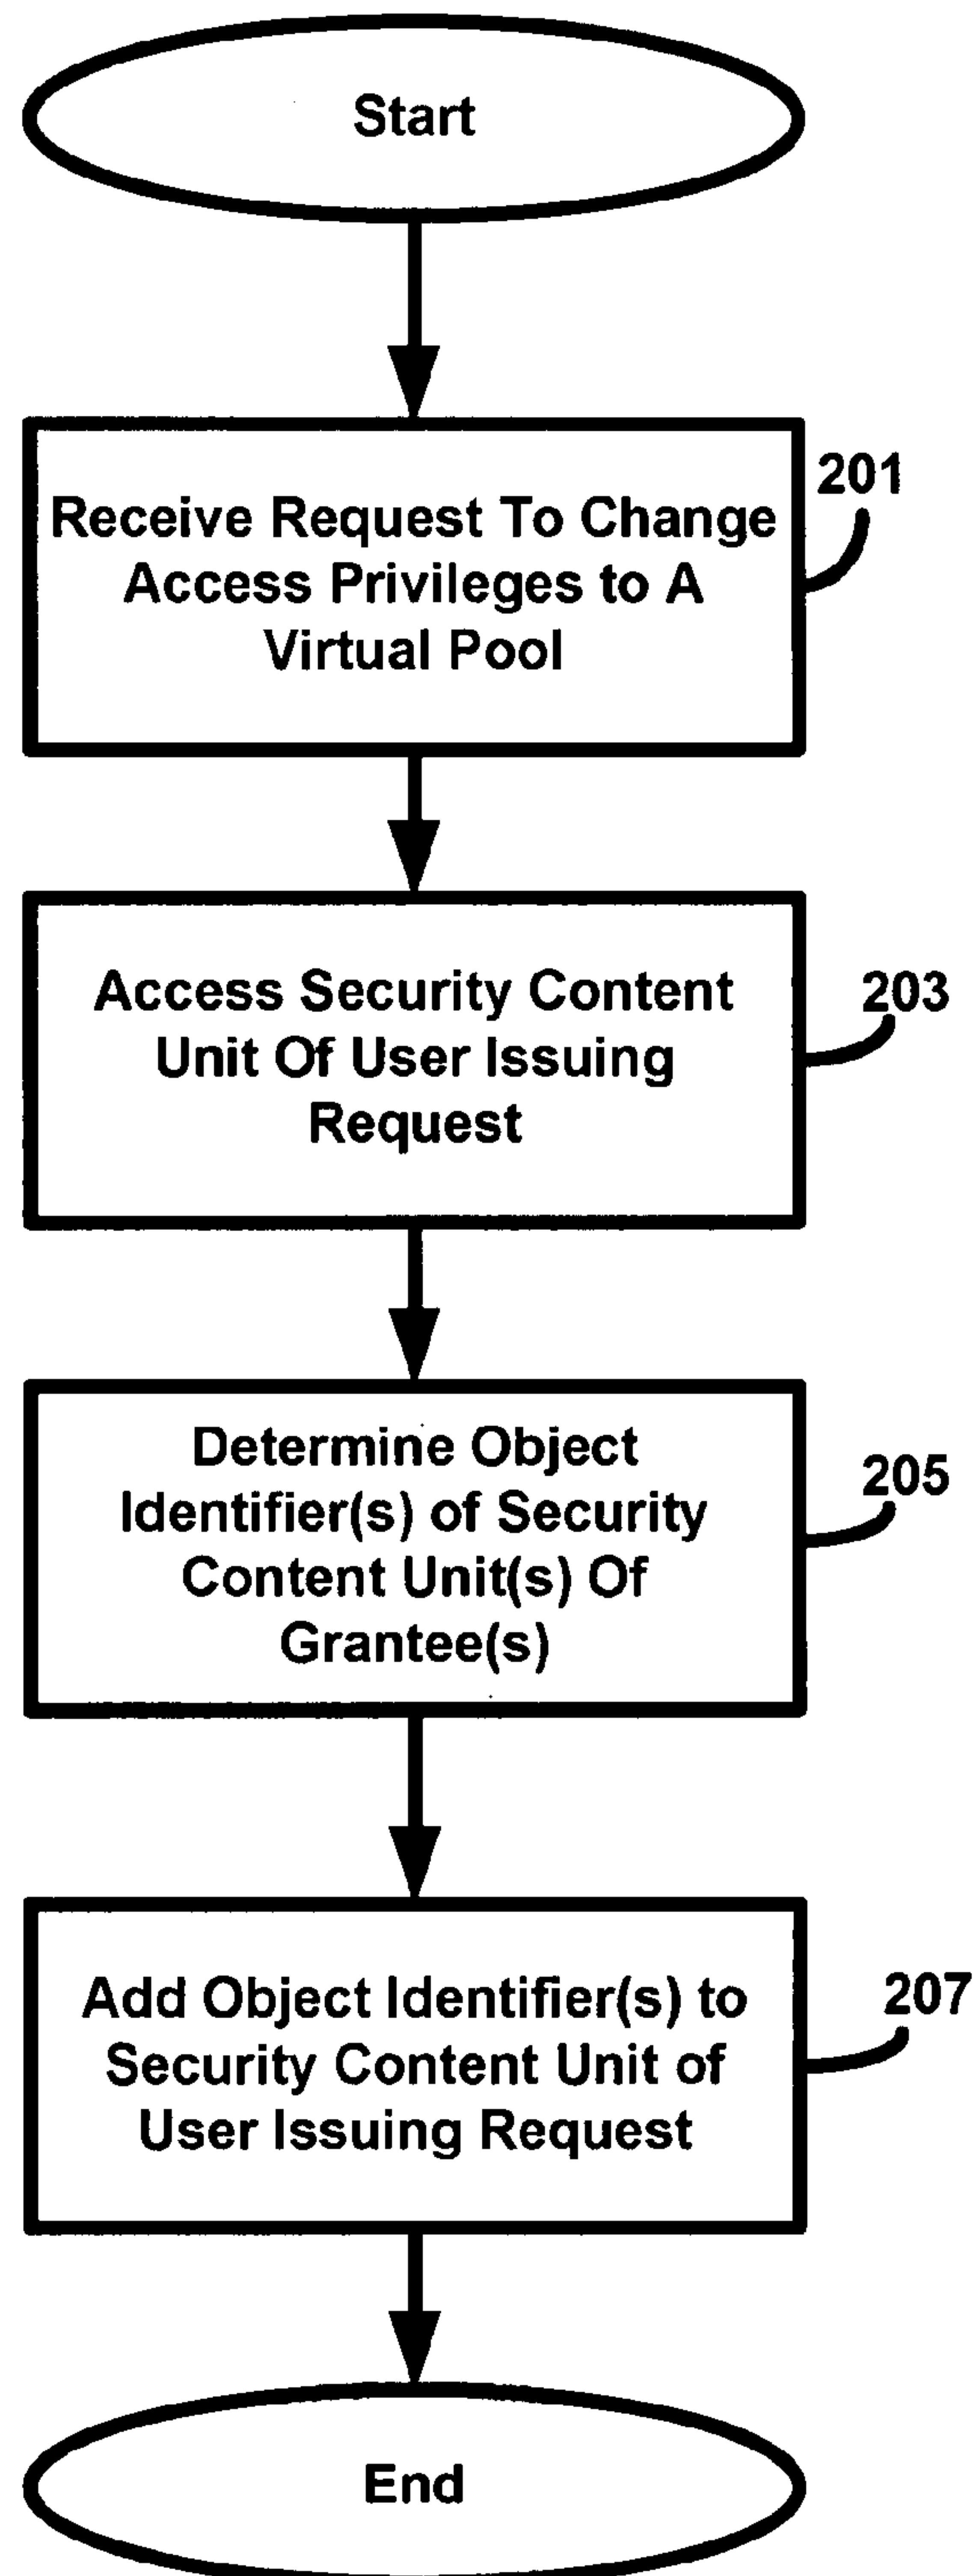 Start
Receive Request To Change
Access Privileges to A
Virtual Pool
201
Access Security Content
Unit Of User Issuing
Request
203
Determine Object
Identifier(s) of Security
Content Unit(s) Of
Grantee(s)
205
Add Object Identifier(s) to
Security Content Unit of
User Issuing Request
207
End